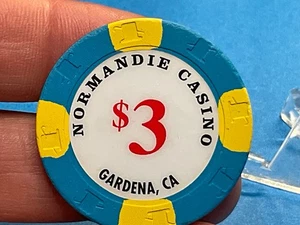 NORMANDIE CASINO
$3
GARDENA, CA